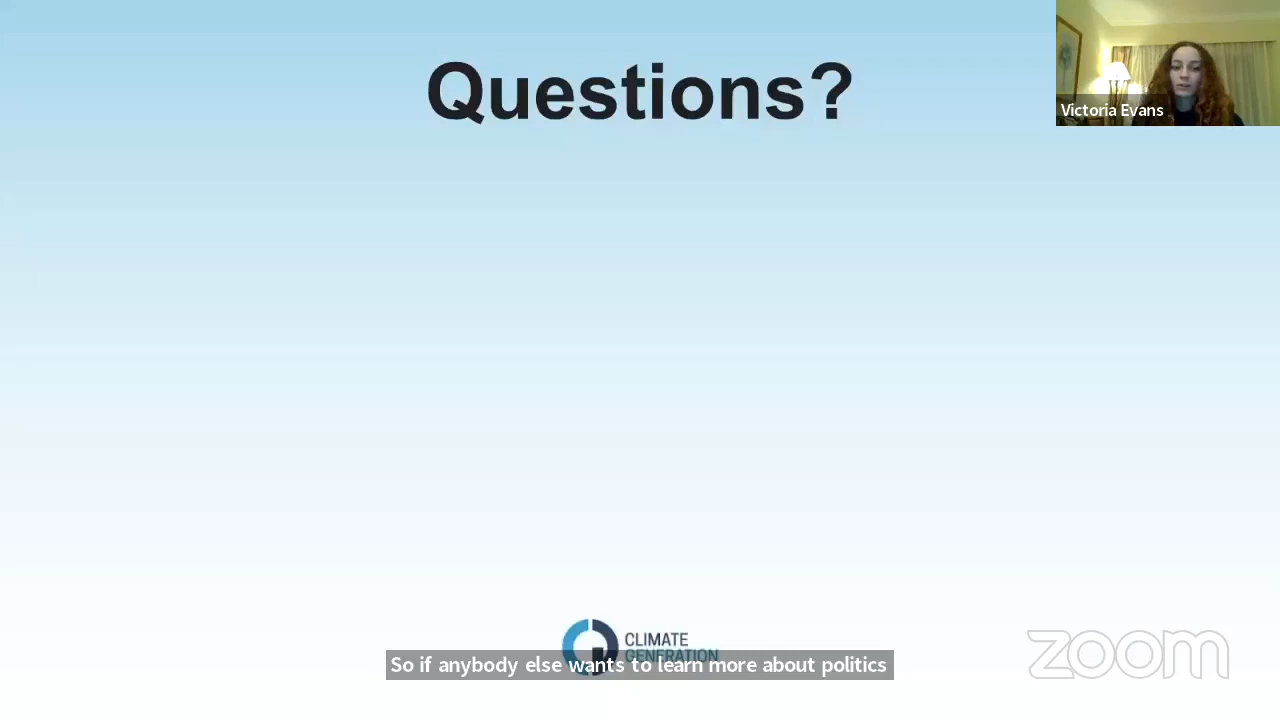 Questions?
Victoria Evans
CLIMATE
GENERATION
So if anybody else wants to learn more about politics
zoom